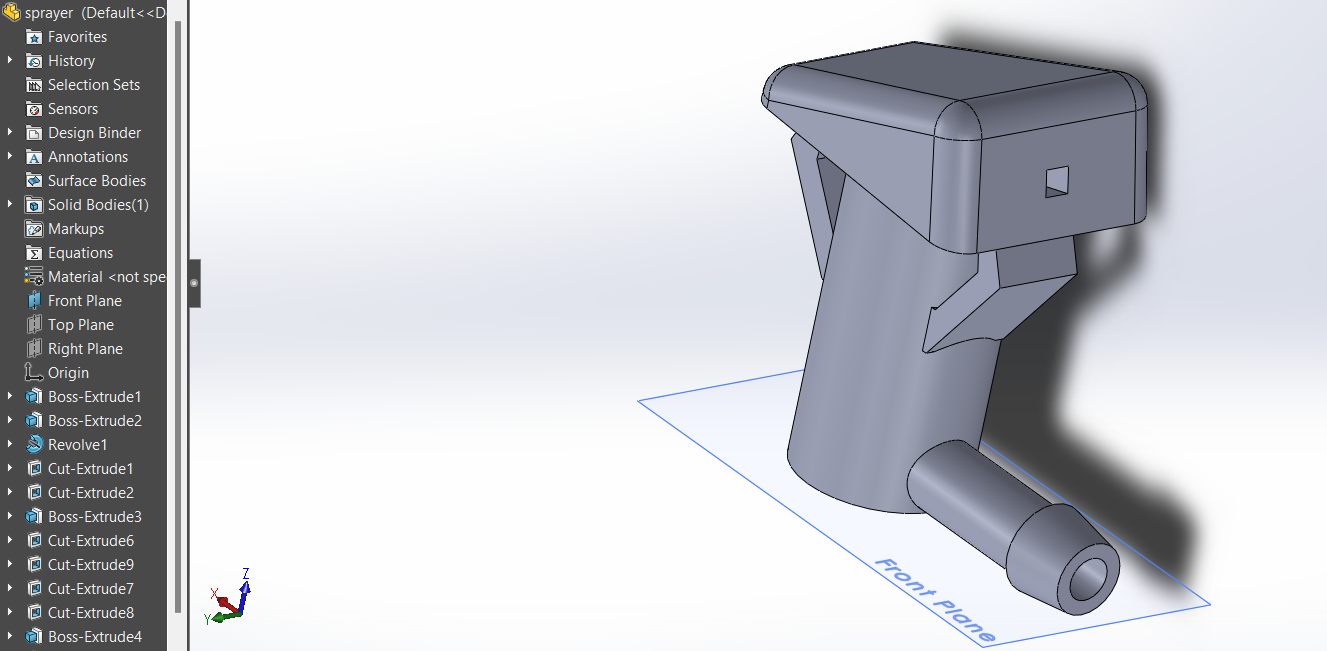 sprayer (Default<<D
Favorites
History
Selection Sets
Sensors
Design Binder
Annotations
Surface Bodies
Solid Bodies(1)
Markups
Equations
Material <not spe
Front Plane
Top Plane
Right Plane
Origin
Boss-Extrude1
Boss-Extrude2
Revolve1
Cut-Extrude1
Cut-Extrude2
Boss-Extrude3
Cut-Extrude6
Cut-Extrude9
Cut-Extrude7
Cut-Extrude8
Boss-Extrude4
Front Plane
Z
X
Y